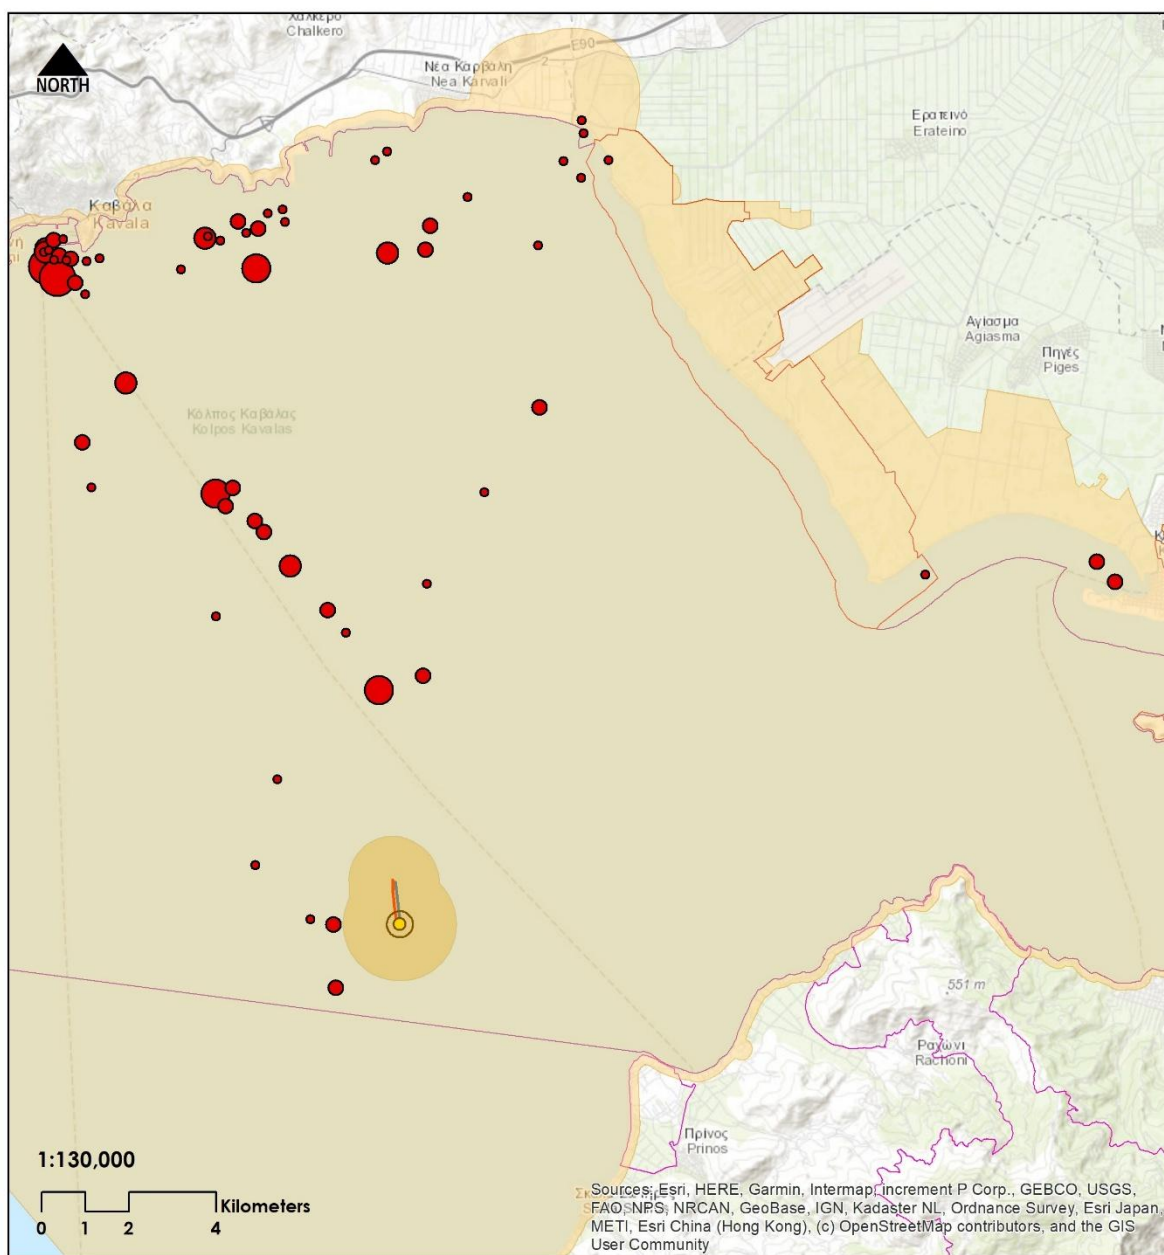 Χαλκερό
Chalkero
NORTH
E90
2
Νέα Καρβάλη
Nea Karvali
Ερατεινό
Erateino
2
Καβάλα
Kavala
Αγίασμα
Agiasma
Πηγές
Piges
Κόλπος Καβάλας
Kolpos Kavalas
551 m
Ραχώνι
Rachoni
Πρίνος
Prinos
1:130,000
Kilometers
0 1 2 4
Sources: Esri, HERE, Garmin, Intermap, increment P Corp., GEBCO, USGS,
FAO, NPS, NRCAN, GeoBase, IGN, Kadaster NL, Ordnance Survey, Esri Japan,
METI, Esri China (Hong Kong), (c) OpenStreetMap contributors, and the GIS
User Community